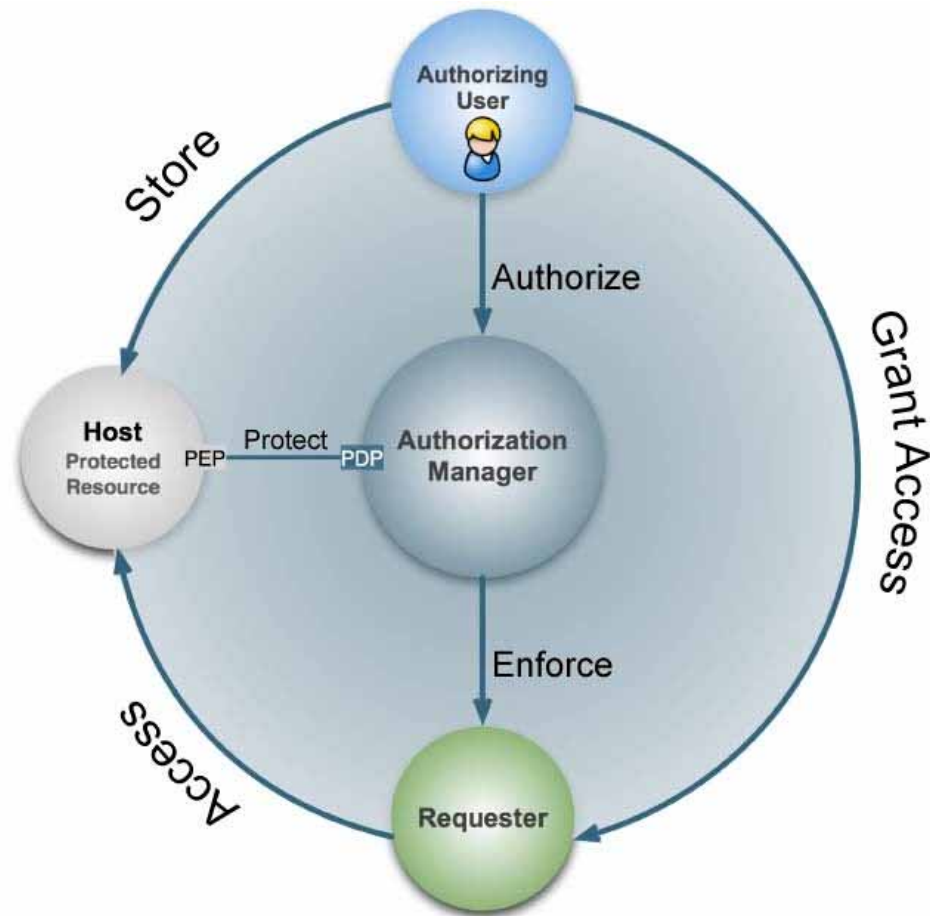 Authorizing
User
Store
Authorize
Grant Access
Host
Protected
Resource
PEP
Protect
PDP
Authorization
Manager
Enforce
Access
Requester